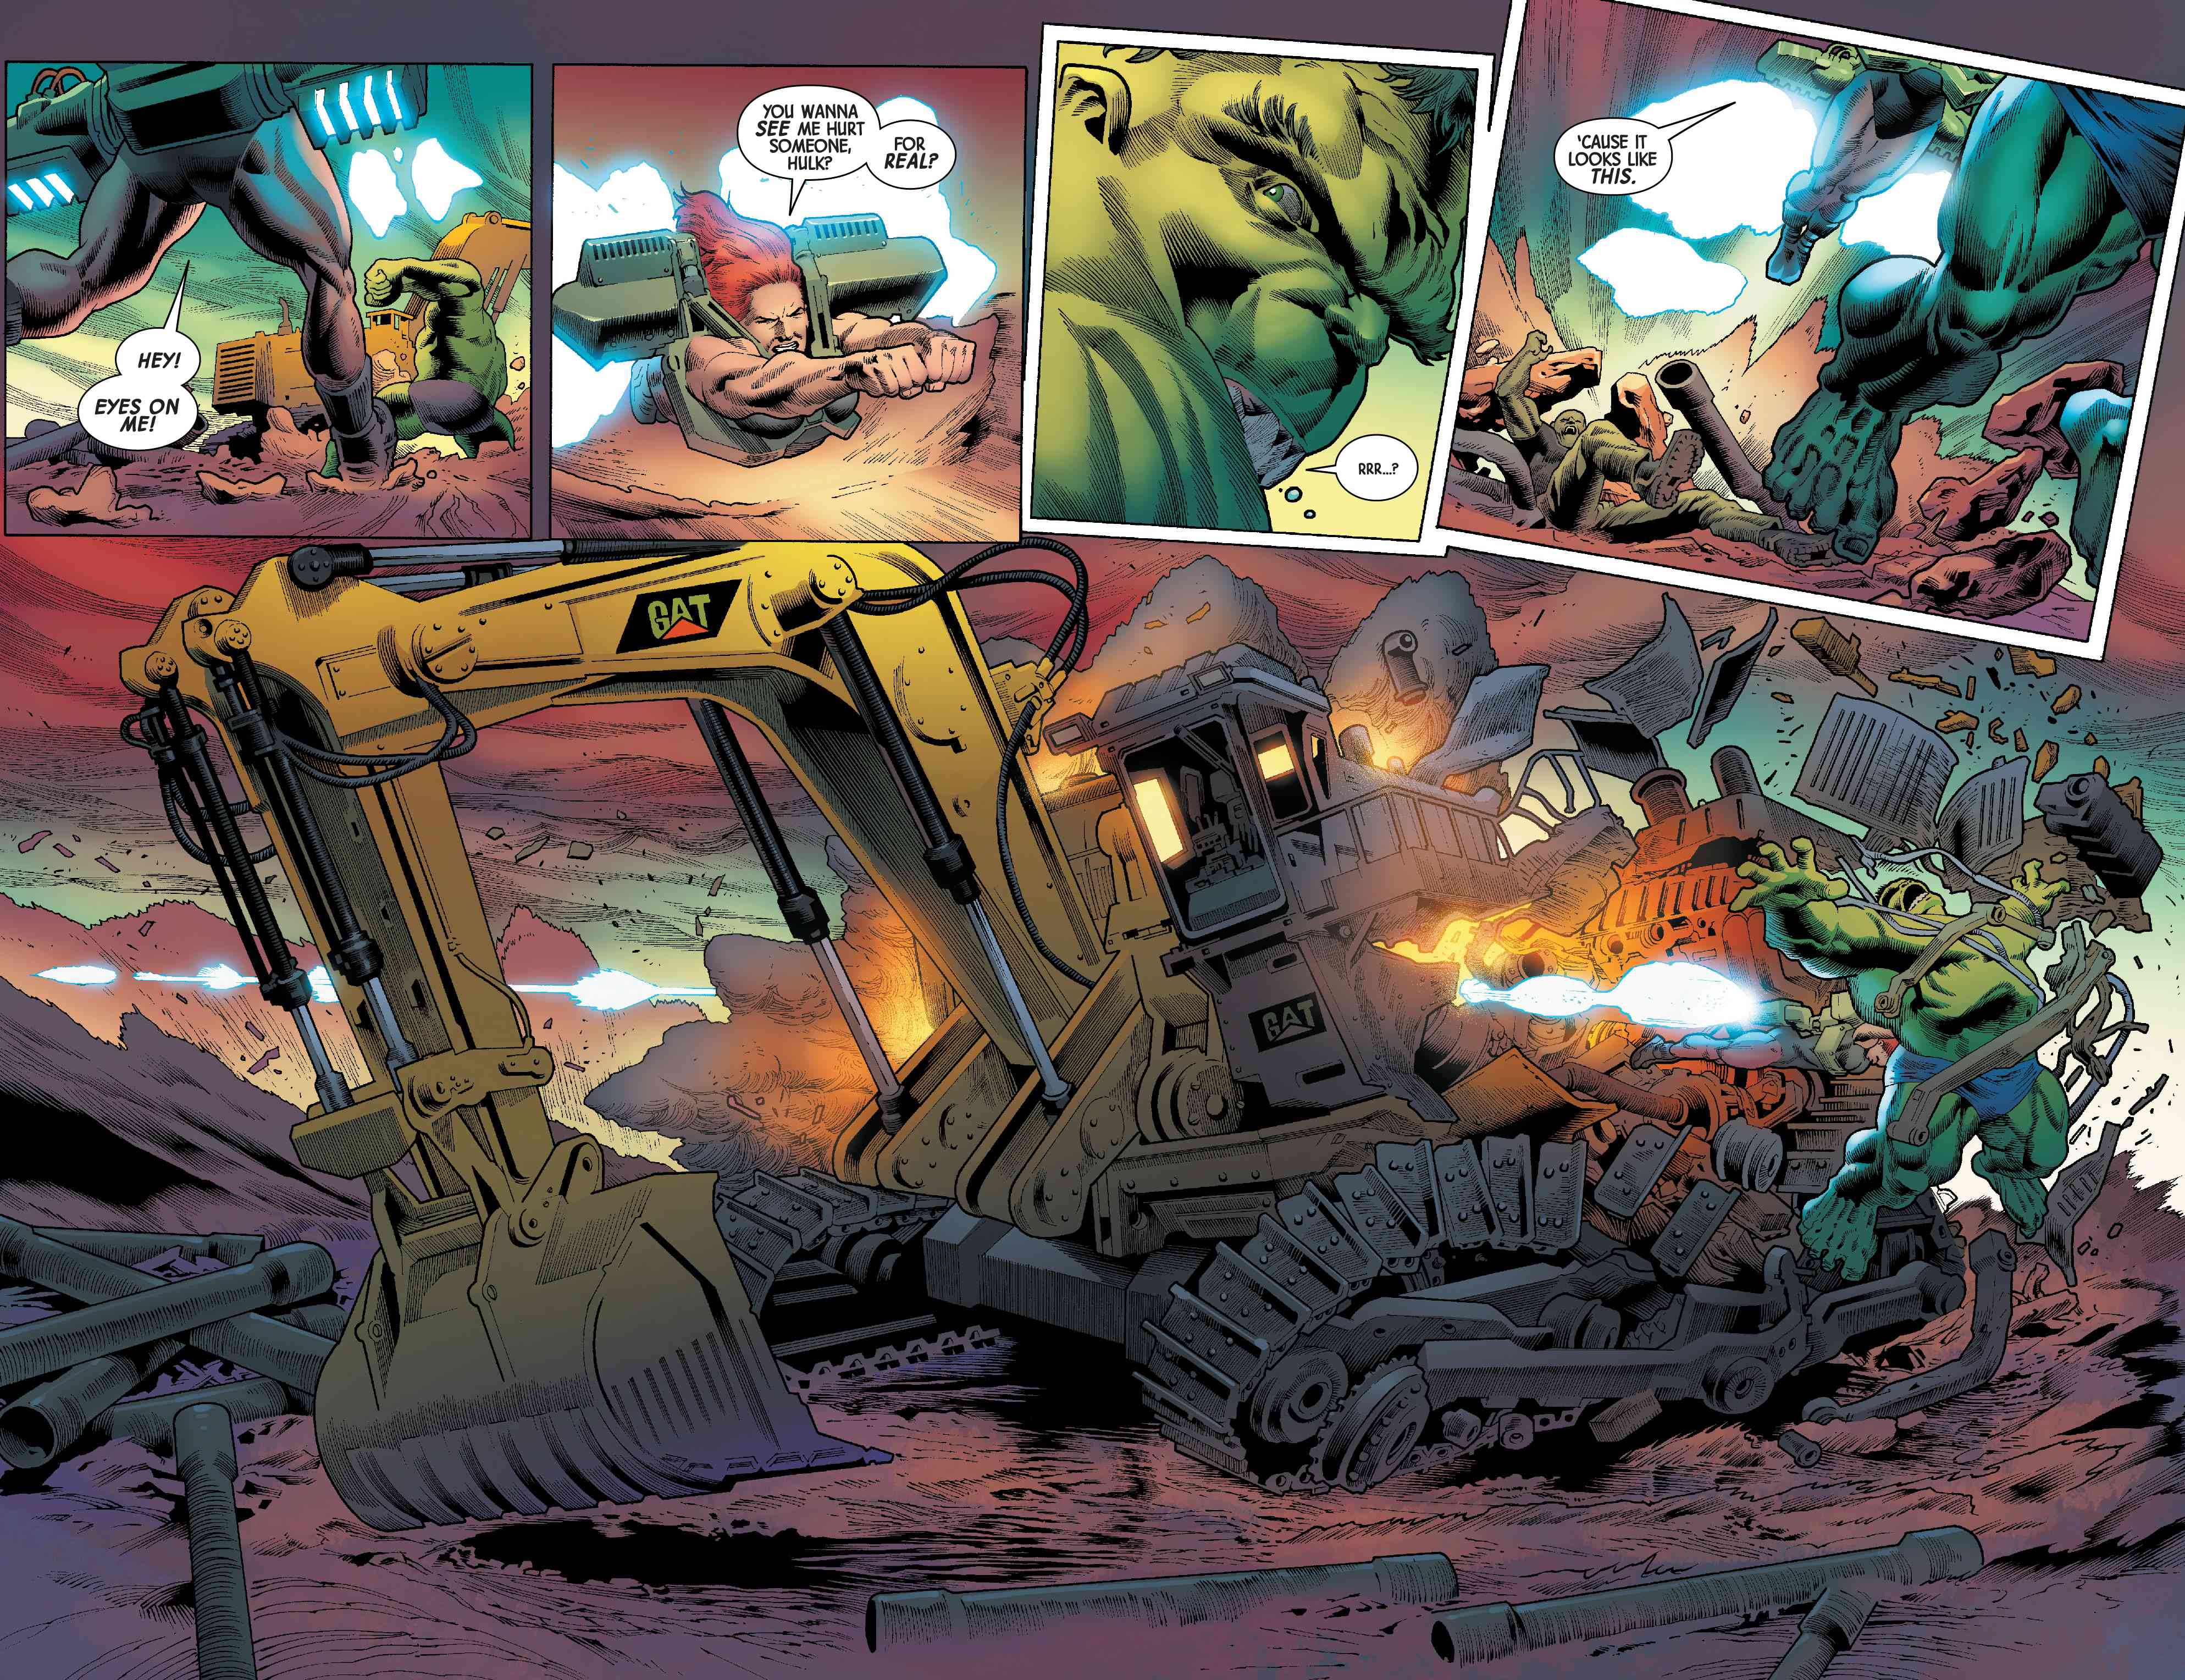 HEY!
EYES ON
ME!
YOU WANNA
SEE ME HURT
SOMEONE,
HULK?
FOR
REAL?
RRR...?
'CAUSE IT
LOOKS LIKE
THIS.
GAT
GAT